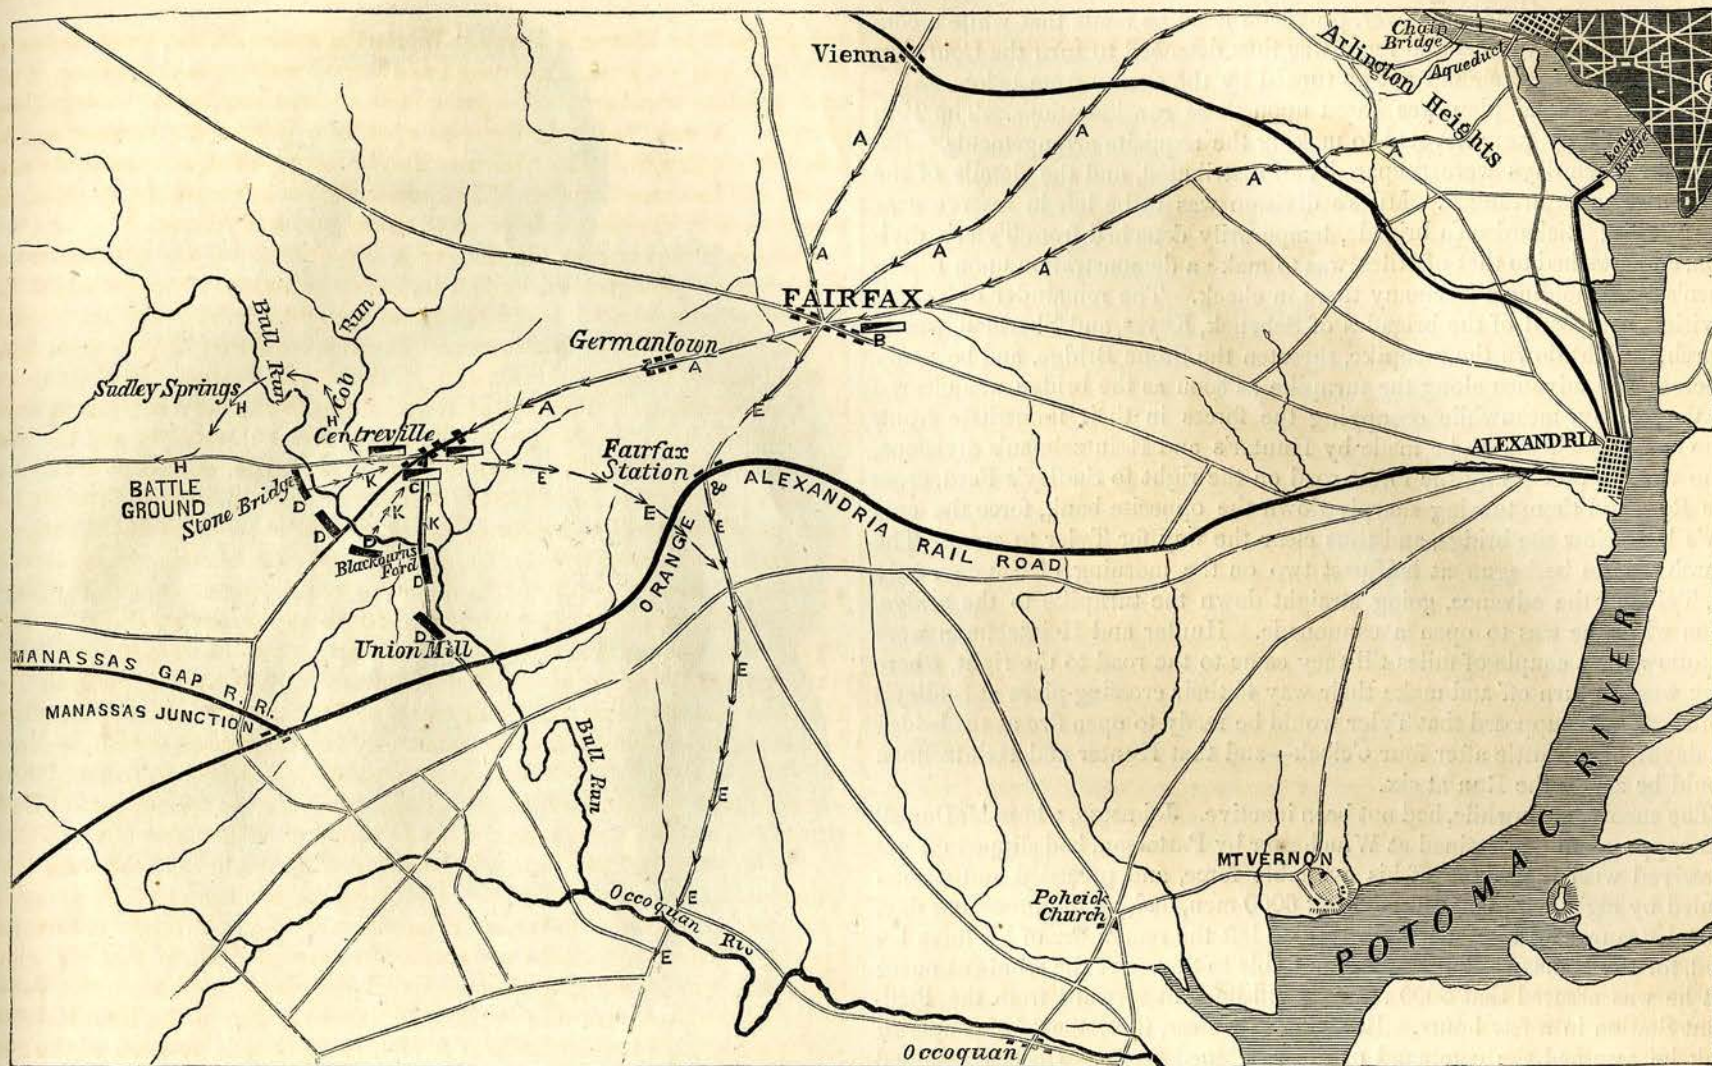 Vienna
Chain
Bridge
Aqueduct
Arlington Heights
Long
Bridge
A
A
A
A
A
A
A
FAIRFAX
B
Germantown
A
A
Bull Run
Cob Run
Sudley Springs
H
H
Centreville
E
Fairfax
Station
ALEXANDRIA
H
BATTLE
GROUND
Stone Bridge
D
K
C
E
E
E
ORANGE & ALEXANDRIA RAIL ROAD
D
K
K
D
Blackburns
Ford
D
D
Union Mill
MANASSAS GAP R.R.
MANASSAS JUNCTION
E
Bull Run
E
E
Occoquan Riv
E
MT VERNON
Poheick
Church
POTOMAC RIVER
Occoquan